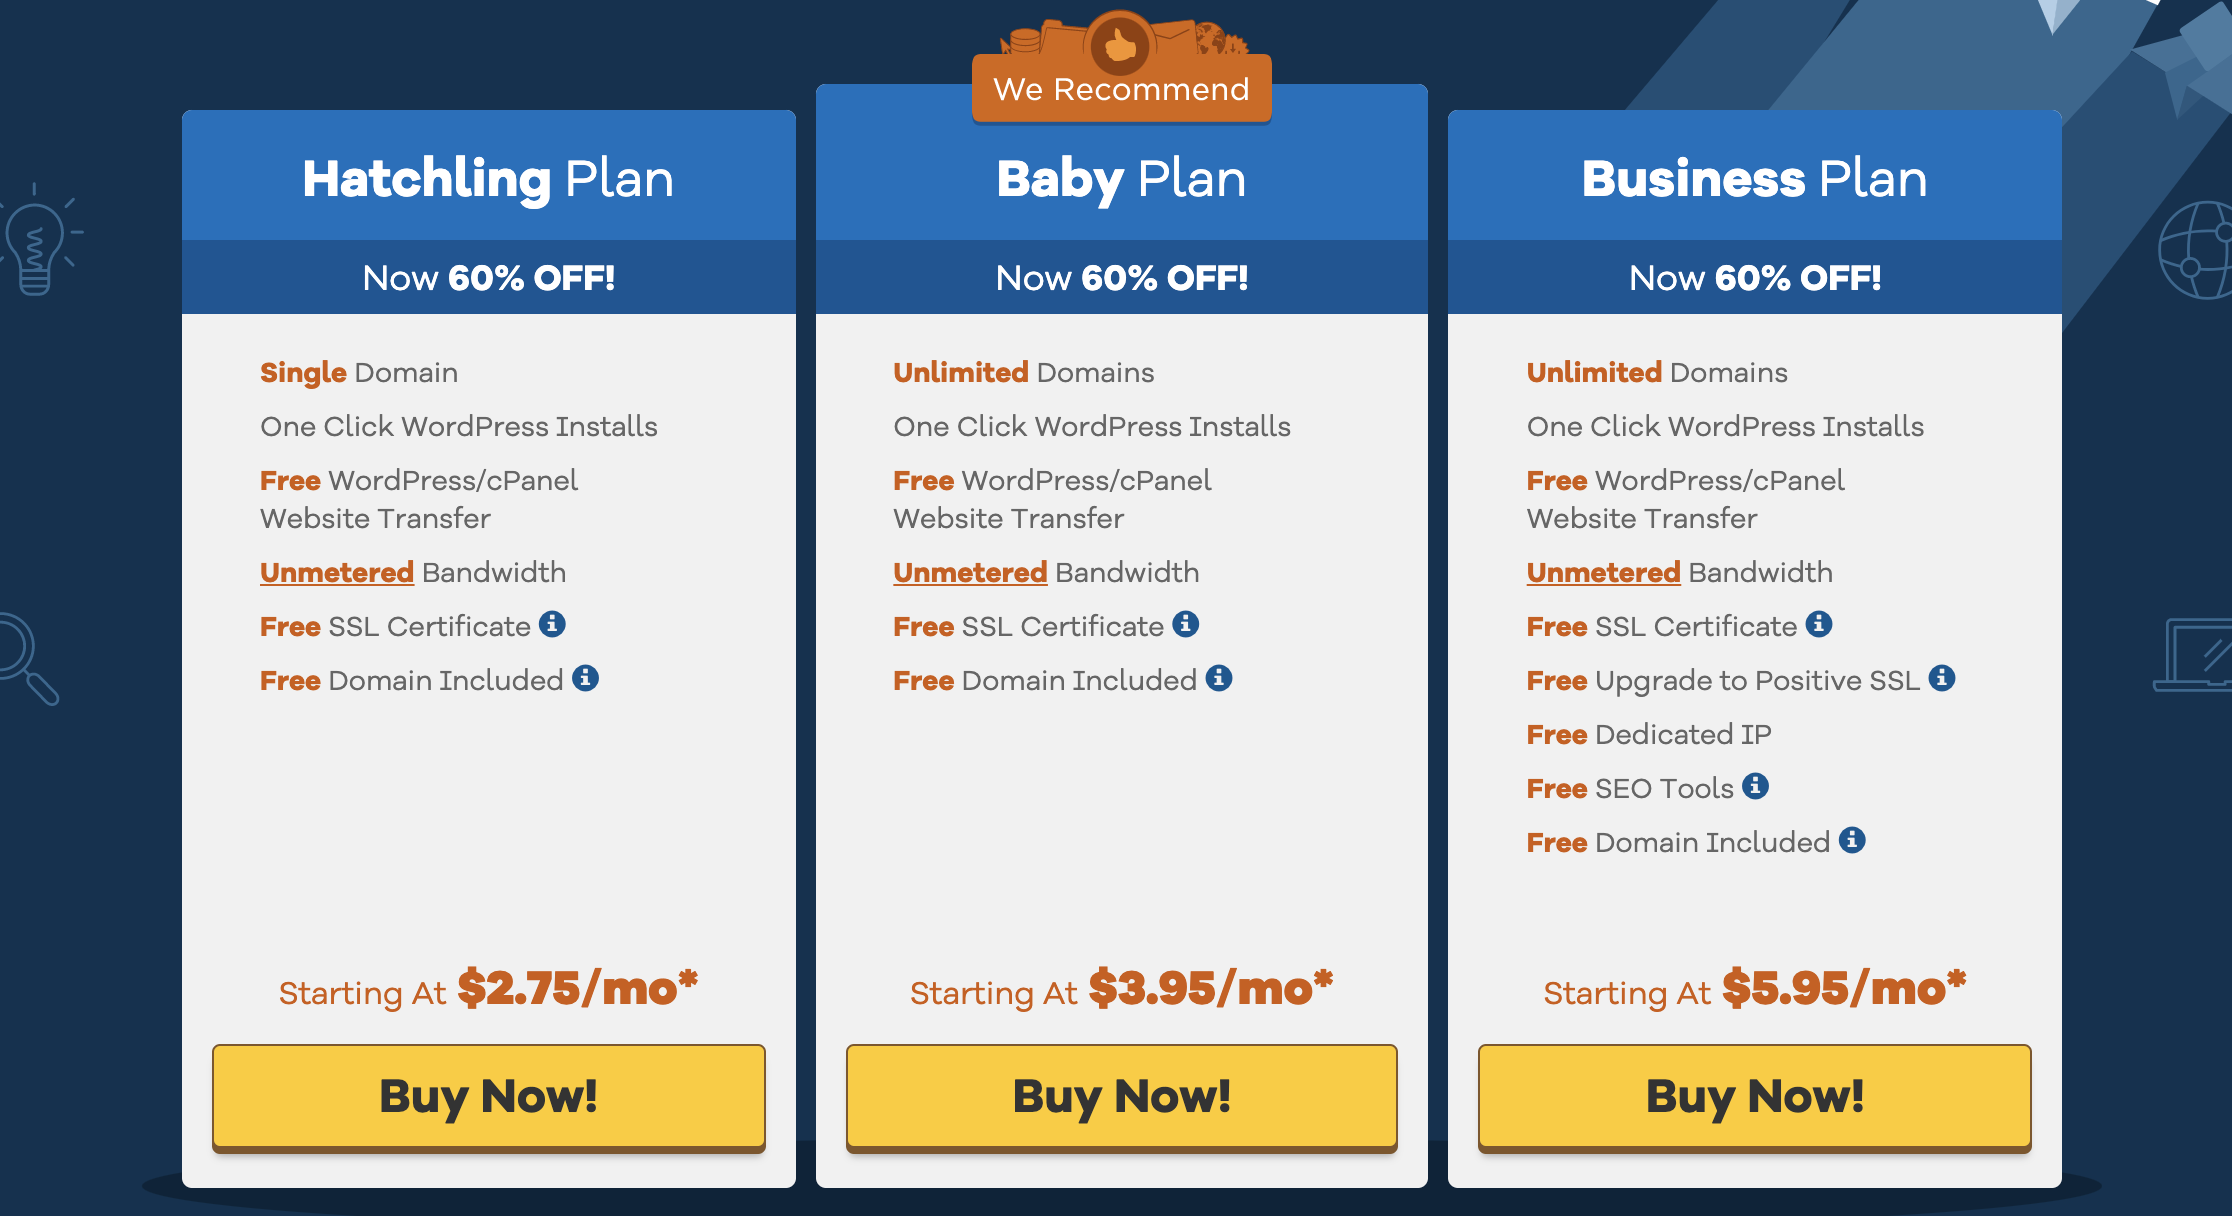 We Recommend
Hatchling Plan
Now 60% OFF!
Single Domain
One Click WordPress Installs
Free WordPress/cPanel
Website Transfer
Unmetered Bandwidth
Free SSL Certificate
Free Domain Included
Starting At $2.75/mo*
Buy Now!
Baby Plan
Now 60% OFF!
Unlimited Domains
One Click WordPress Installs
Free WordPress/cPanel
Website Transfer
Unmetered Bandwidth
Free SSL Certificate
Free Domain Included
Starting At $3.95/mo*
Buy Now!
Business Plan
Now 60% OFF!
Unlimited Domains
One Click WordPress Installs
Free WordPress/cPanel
Website Transfer
Unmetered Bandwidth
Free SSL Certificate
Free Upgrade to Positive SSL
Free Dedicated IP
Free SEO Tools
Free Domain Included
Starting At $5.95/mo*
Buy Now!